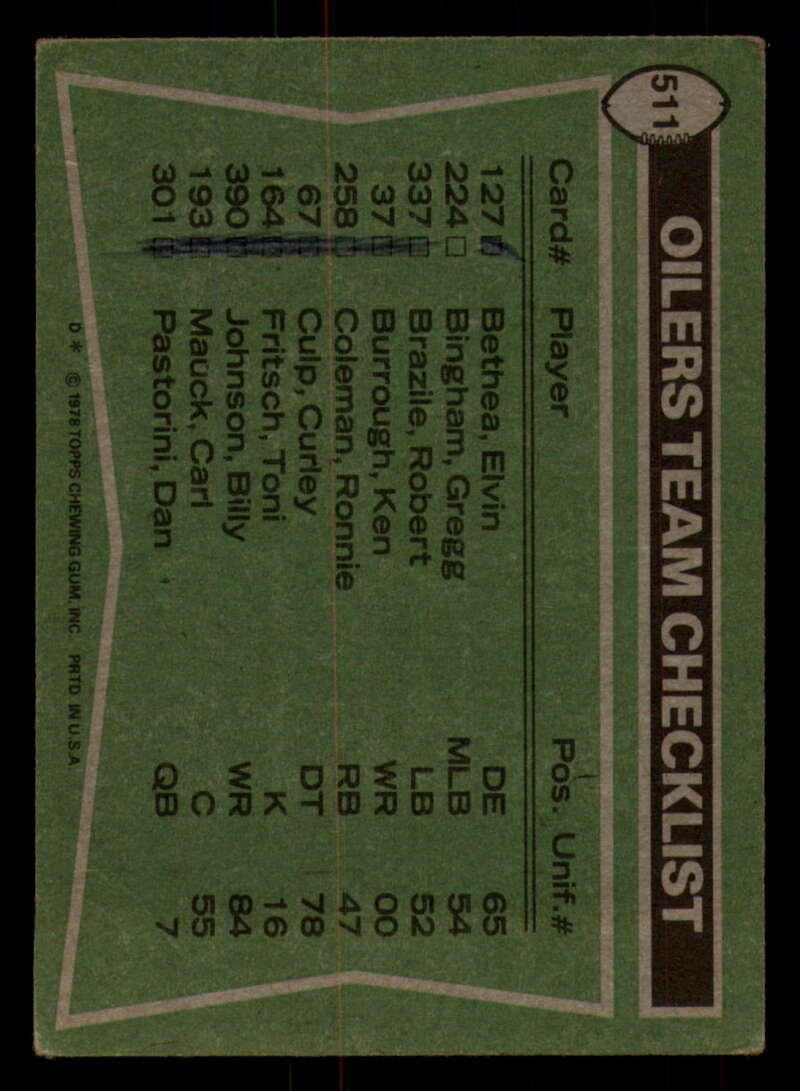 511
OILERS TEAM CHECKLIST
Card# Player Pos. Unif.#
127 Bethea, Elvin DE 65
224 Bingham, Gregg MLB 54
337 Brazile, Robert LB 52
37 Burrough, Ken WR 00
258 Coleman, Ronnie RB 47
67 Culp, Curley DT 78
164 Fritsch, Toni K 16
390 Johnson, Billy WR 84
193 Mauck, Carl C 55
301 Pastorini, Dan QB 7
D * © 1978 TOPPS CHEWING GUM, INC. PRTD. IN U.S.A.